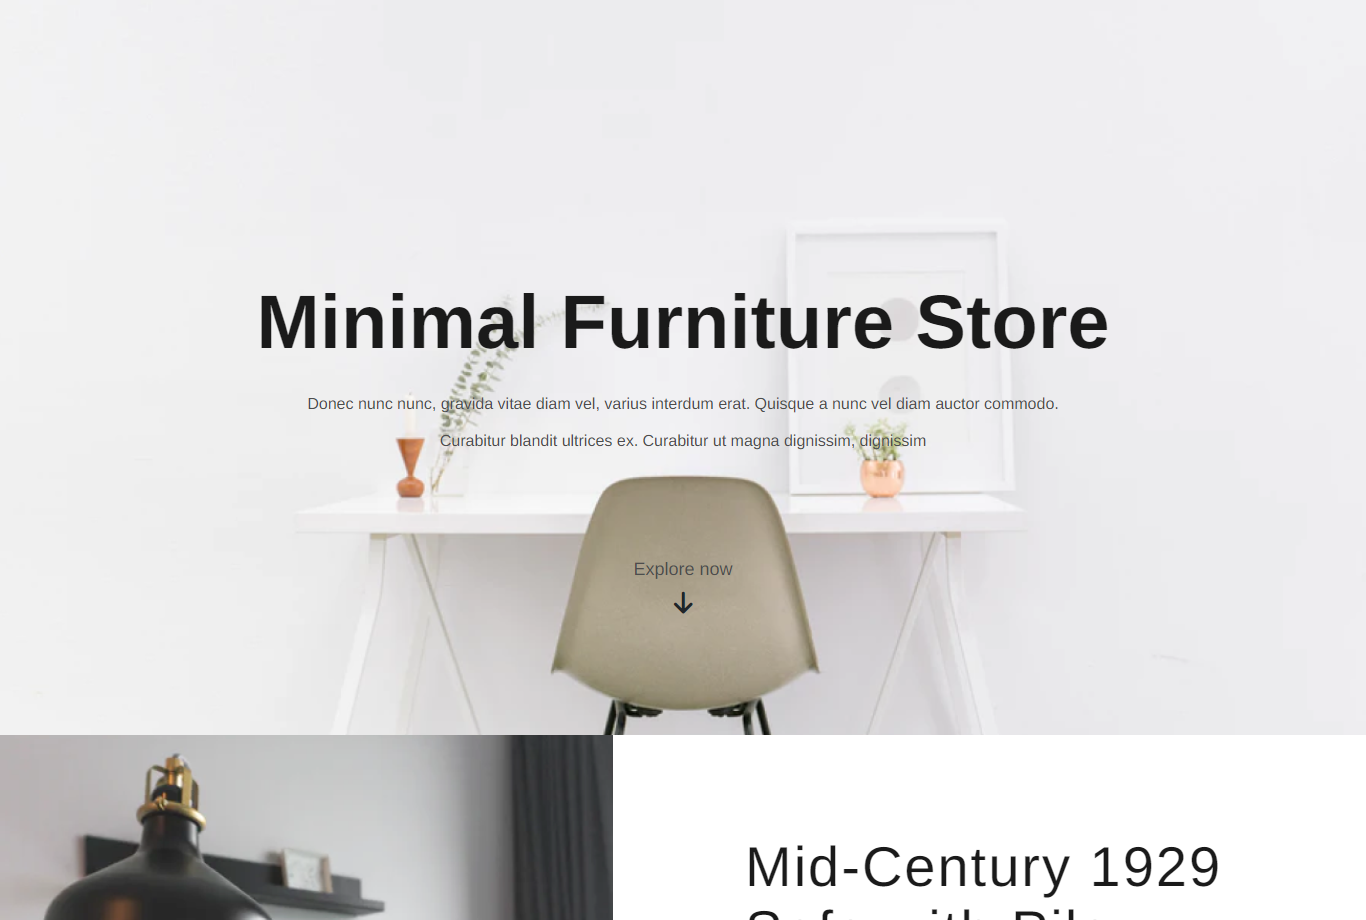 Minimal Furniture Store
Donec nunc nunc, gravida vitae diam vel, varius interdum erat. Quisque a nunc vel diam auctor commodo.
Curabitur blandit ultrices ex. Curabitur ut magna dignissim, dignissim
Explore now
Mid-Century 1929